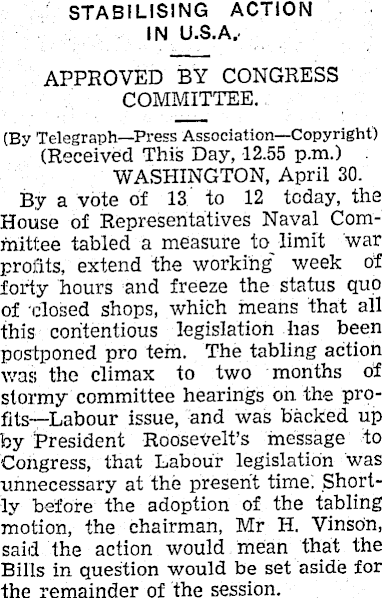 STABILISING ACTION
IN U.S.A.
APPROVED BY CONGRESS
COMMITTEE.
(By Telegraph—Press Association—Copyright)
(Received This Day, 12.55 p.m.)
WASHINGTON, April 30.
By a vote of 13 to 12 today, the
House of Representatives Naval Com-
mittee tabled a measure to limit war
profits, extend the working week of
forty hours and freeze the status quo
of closed shops, which means that all
this contentious legislation has been
postponed pro tem. The tabling action
was the climax to two months of
stormy committee hearings on the pro-
fits—Labour issue, and was backed up
by President Roosevelt's message to
Congress, that Labour legislation was
unnecessary at the present time. Short-
ly before the adoption of the tabling
motion, the chairman, Mr H. Vinson,
said the action would mean that the
Bills in question would be set aside for
the remainder of the session.